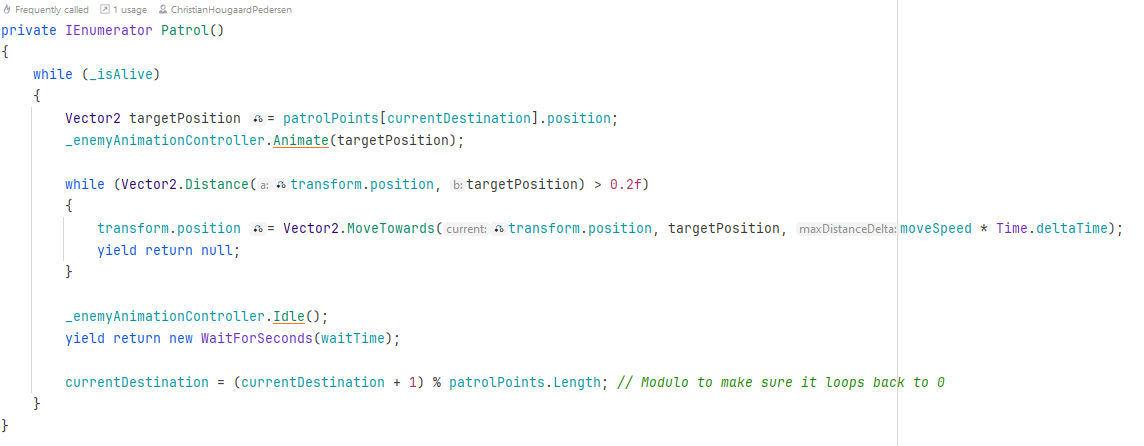 Frequently called 1 usage ChristianHougaardPedersen
private IEnumerator Patrol()
{
    while (_isAlive)
    {
        Vector2 targetPosition = patrolPoints[currentDestination].position;
        _enemyAnimationController.Animate(targetPosition);

        while (Vector2.Distance(a: transform.position, b: targetPosition) > 0.2f)
        {
            transform.position = Vector2.MoveTowards(current: transform.position, targetPosition, maxDistanceDelta: moveSpeed * Time.deltaTime);
            yield return null;
        }

        _enemyAnimationController.Idle();
        yield return new WaitForSeconds(waitTime);

        currentDestination = (currentDestination + 1) % patrolPoints.Length; // Modulo to make sure it loops back to 0
    }
}